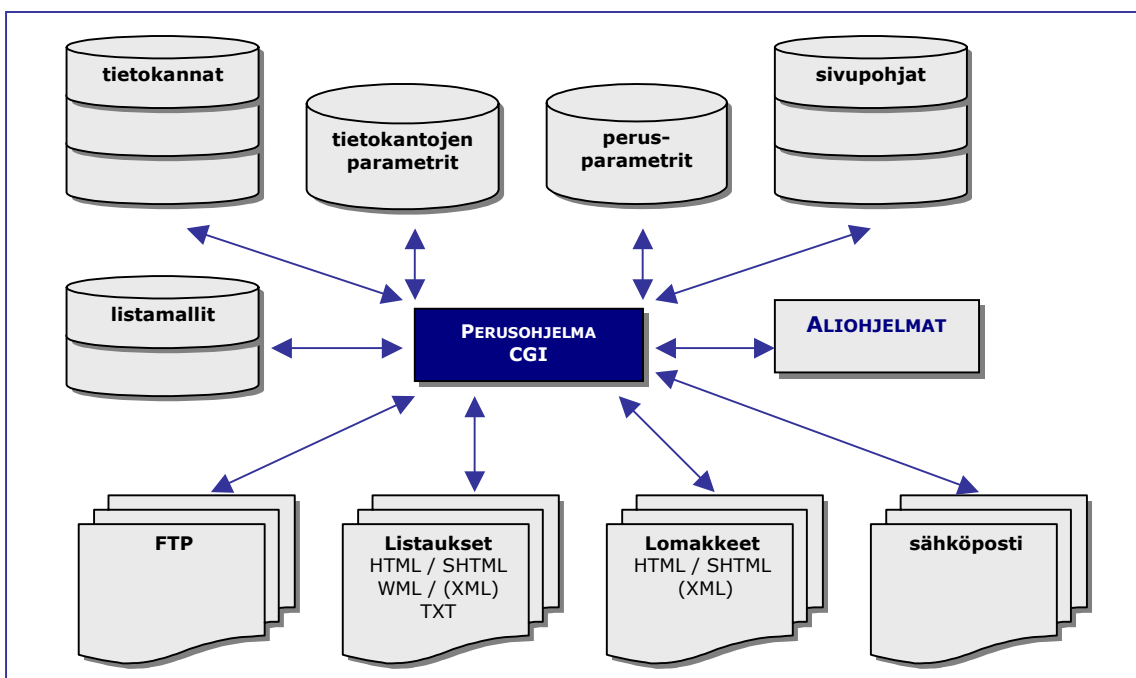 tietokannat
tietokantojen
parametrit
perus-
parametrit
sivupohjat
listamallit
PERUSOHJELMA
CGI
ALIOHJELMAT
FTP
Listaukset
HTML / SHTML
WML / (XML)
TXT
Lomakkeet
HTML / SHTML
(XML)
sähköposti